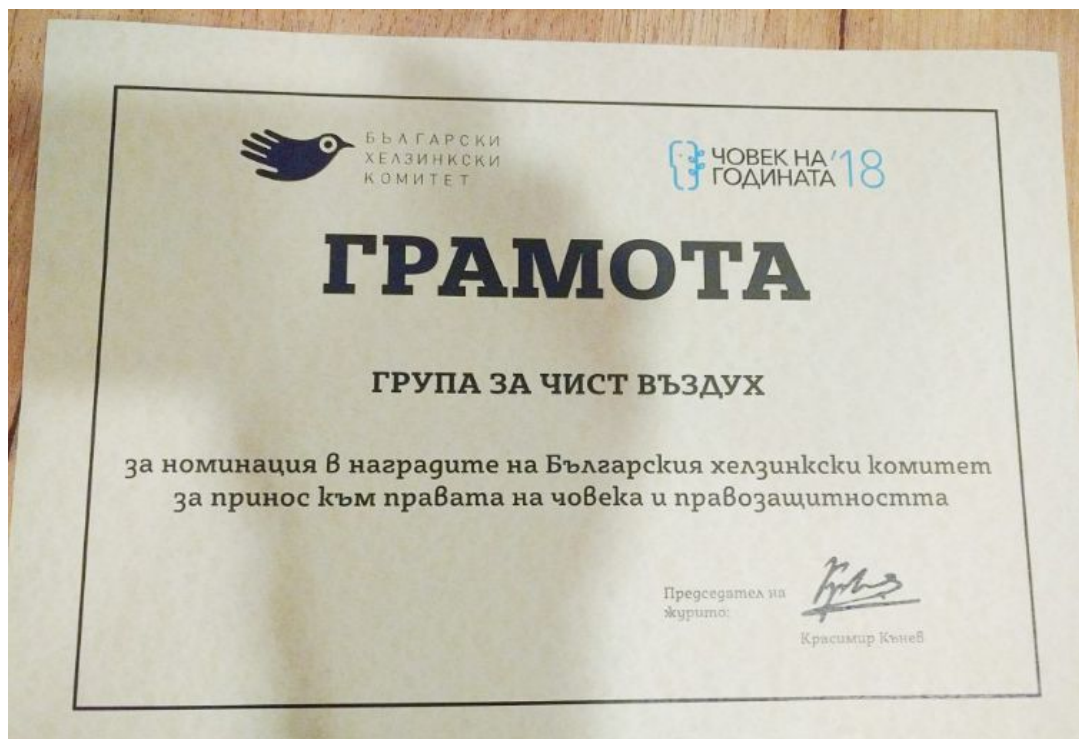 БЪЛГАРСКИ
ХЕЛЗИНКСКИ
КОМИТЕТ
ЧОВЕК НА '18
ГОДИНАТА
ГРАМОТА
ГРУПА ЗА ЧИСТ ВЪЗДУХ
за номинация в наградите на Българския хелзинкски комитет
за принос към правата на човека и правозащитността
Председател на
журито:
Красимир Кънев